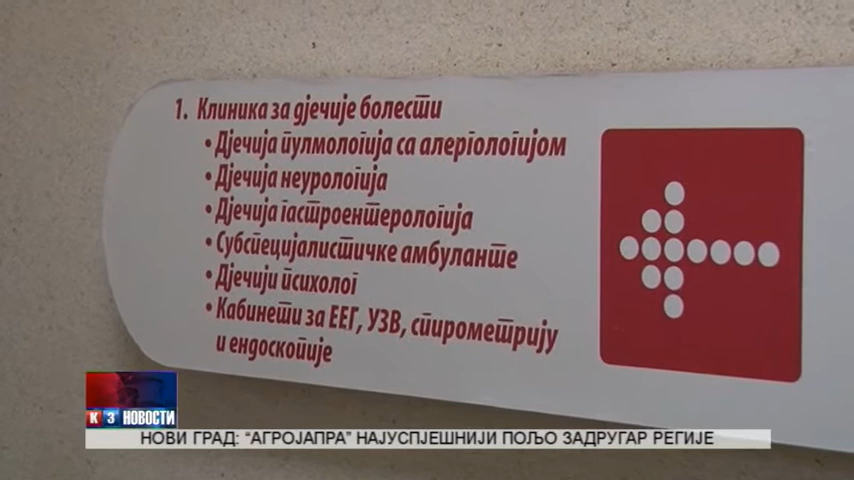 1. Клиника за дјечије болести
• Дјечија пулмологија са алергологијом
• Дјечија неурологија
• Дјечија гастроентерологија
• Субспецијалистичке амбуланте
• Дјечији психолог
• Кабинети за ЕЕГ, УЗВ, спирометрију
и ендоскопије
К 3 НОВОСТИ
НОВИ ГРАД: “АГРОЈАПРА” НАЈУСПЈЕШНИЈИ ПОЉО ЗАДРУГАР РЕГИЈЕ